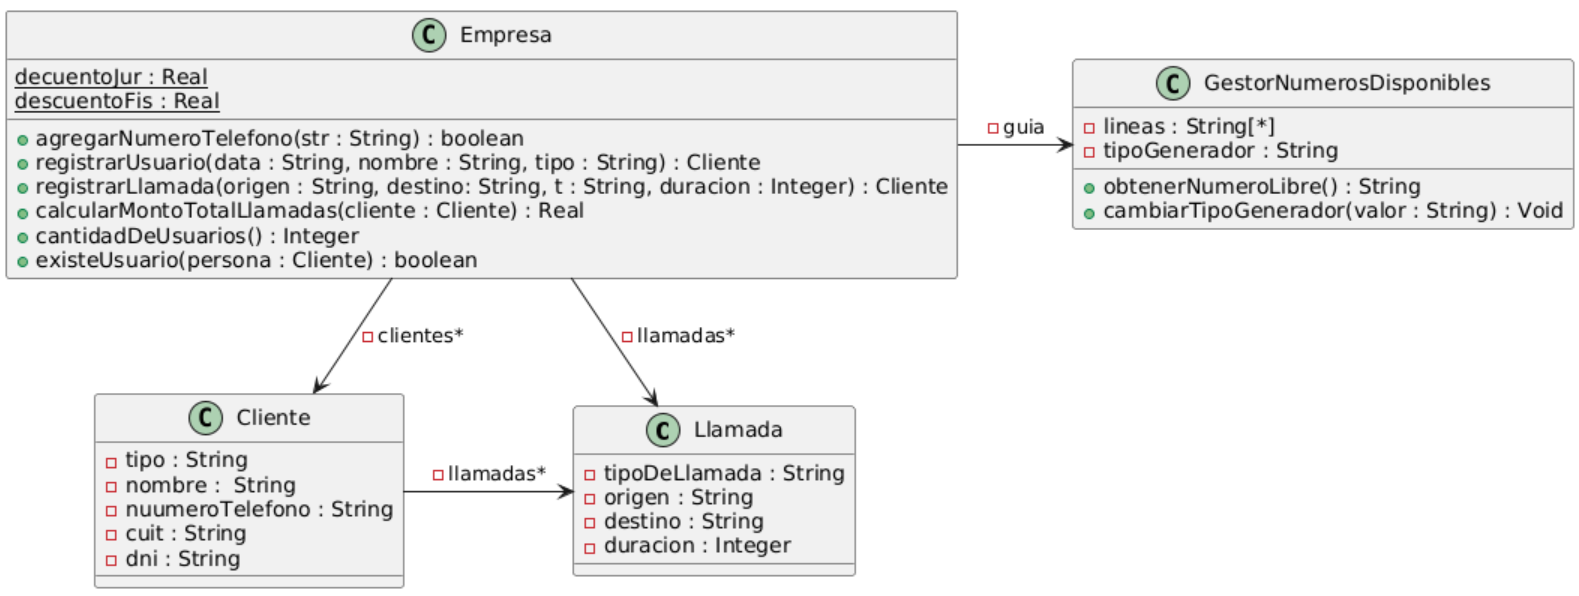 C Empresa
decuentoJur : Real
descuentoFis : Real
agregarNumeroTelefono(str : String) : boolean
registrarUsuario(data : String, nombre : String, tipo : String) : Cliente
registrarLlamada(origen : String, destino: String, t : String, duracion : Integer) : Cliente
calcularMontoTotalLlamadas(cliente : Cliente) : Real
cantidadDeUsuarios() : Integer
existeUsuario(persona : Cliente) : boolean
guia
C GestorNumerosDisponibles
lineas : String[*]
tipoGenerador : String
obtenerNumeroLibre() : String
cambiarTipoGenerador(valor : String) : Void
clientes*
llamadas*
C Cliente
tipo : String
nombre : String
nuumeroTelefono : String
cuit : String
dni : String
llamadas*
C Llamada
tipoDeLlamada : String
origen : String
destino : String
duracion : Integer